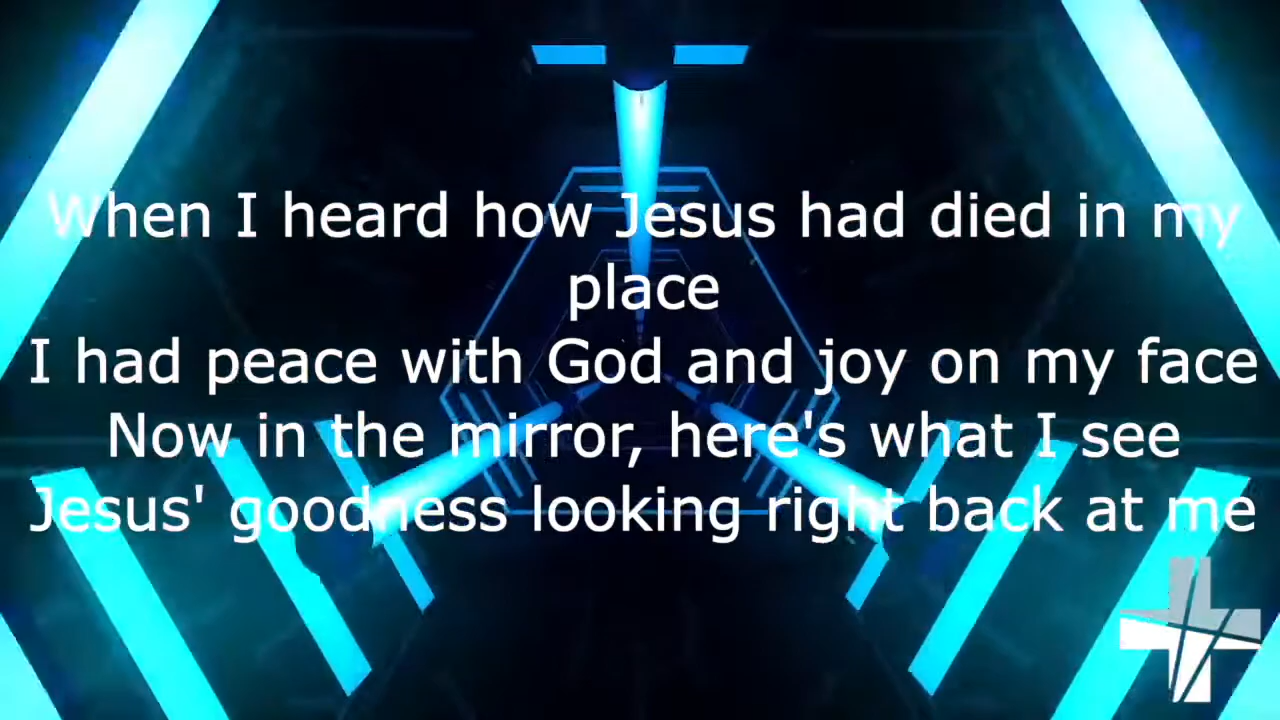 When I heard how Jesus had died in my
place
I had peace with God and joy on my face
Now in the mirror, here's what I see
Jesus' goodness looking right back at me